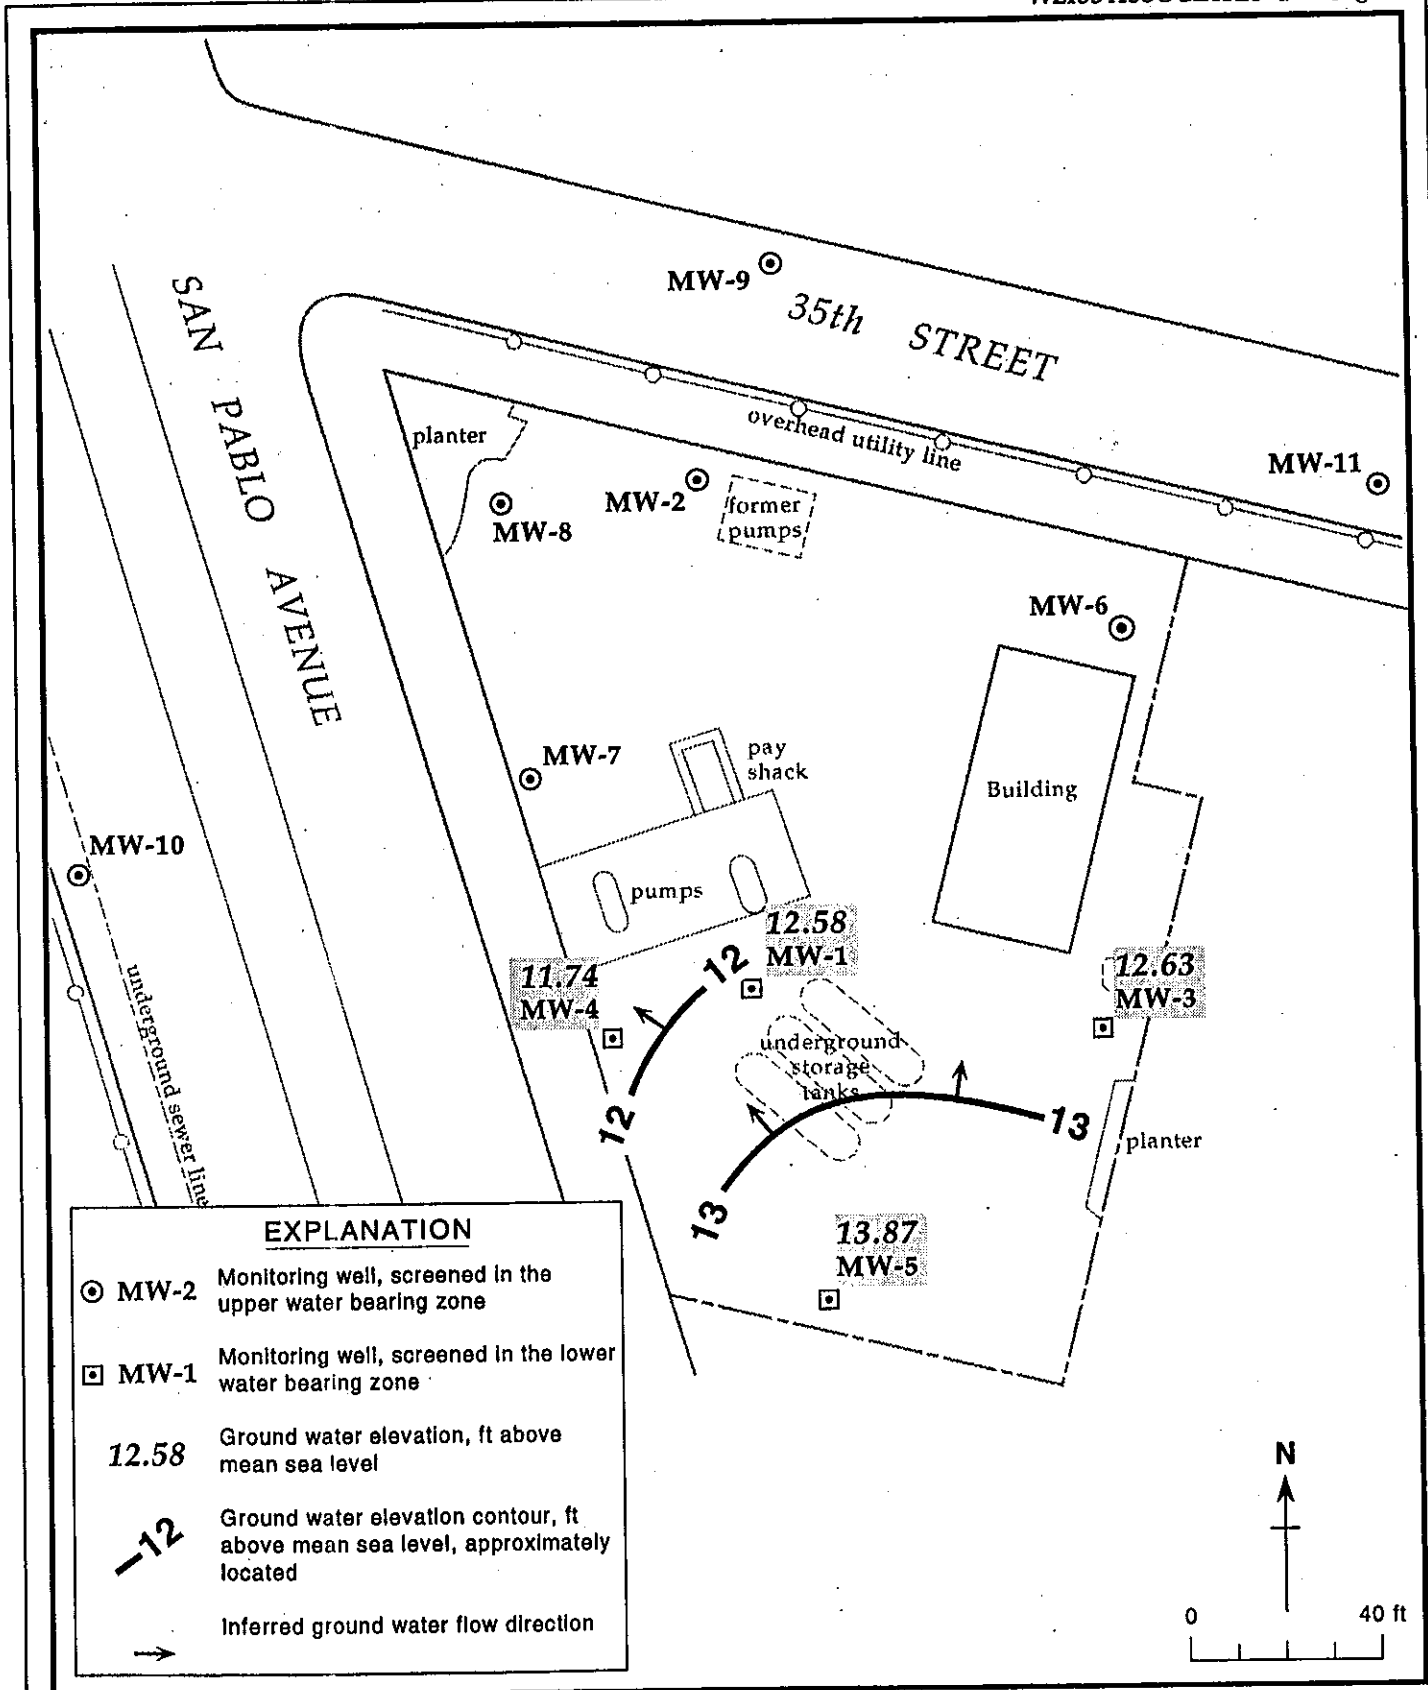 MW-9
35th STREET
SAN PABLO AVENUE
overhead utility line
planter
MW-11
MW-2
former
pumps
MW-8
MW-6
MW-7
pay
shack
Building
MW-10
pumps
12.58
MW-1
11.74
MW-4
12.63
MW-3
12
underground
storage
tanks
underground sewer line
12
13
planter
13
13.87
MW-5
EXPLANATION
MW-2 Monitoring well, screened in the
upper water bearing zone
MW-1 Monitoring well, screened in the lower
water bearing zone
12.58 Ground water elevation, ft above
mean sea level
12 Ground water elevation contour, ft
above mean sea level, approximately
located
Inferred ground water flow direction
N
0 40 ft